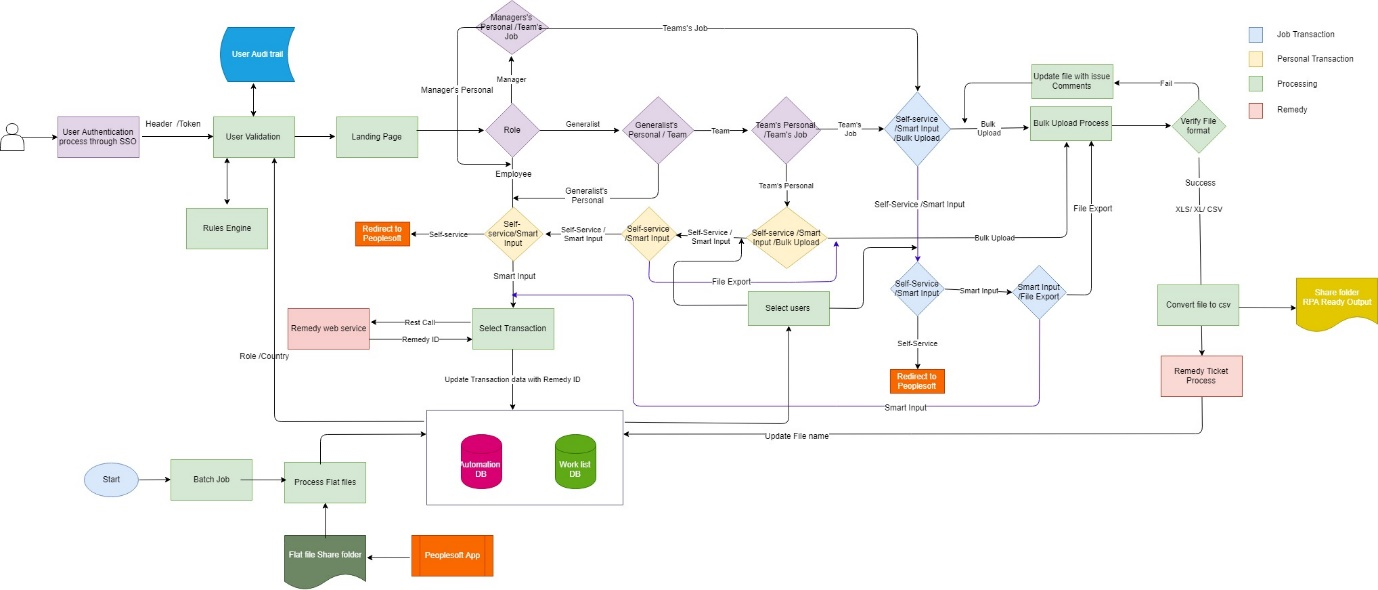 Managers's
Personal /Team's
Job
Teams's Job
Job Transaction
Personal Transaction
Processing
Remedy
User Audi trail
Manager
Manager's Personal
Update file with issue
Comments
Fail
User Authentication
process through SSO
Header /Token
User Validation
Landing Page
Role
Generalist
Generalist's
Personal / Team
Team
Team's Personal
/Team's Job
Team's
Job
Self-service
/Smart Input
/Bulk Upload
Bulk
Upload
Bulk Upload Process
Verify File
format
Employee
Generalist's
Personal
Team's Personal
Success
XLS/ XL/ CSV
Self-Service /Smart Input
File Export
Rules Engine
Redirect to
Peoplesoft
Self-service
Self-
service/Smart
Input
Self-Service /
Smart Input
Self-service
/Smart Input
Self-Service /
Smart Input
Self-service /Smart
Input /Bulk Upload
Bulk Upload
Smart Input
File Export
Select users
Self-Service
/Smart Input
Smart Input
Smart Input
/File Export
Convert file to csv
Share folder
RPA Ready Output
Remedy web service
Rest Call
Remedy ID
Select Transaction
Self-Service
Redirect to
Peoplesoft
Remedy Ticket
Process
Role /Country
Update Transaction data with Remedy ID
Smart Input
Update File name
Automation
DB
Work list
DB
Start
Batch Job
Process Flat files
Flat file Share folder
Peoplesoft App